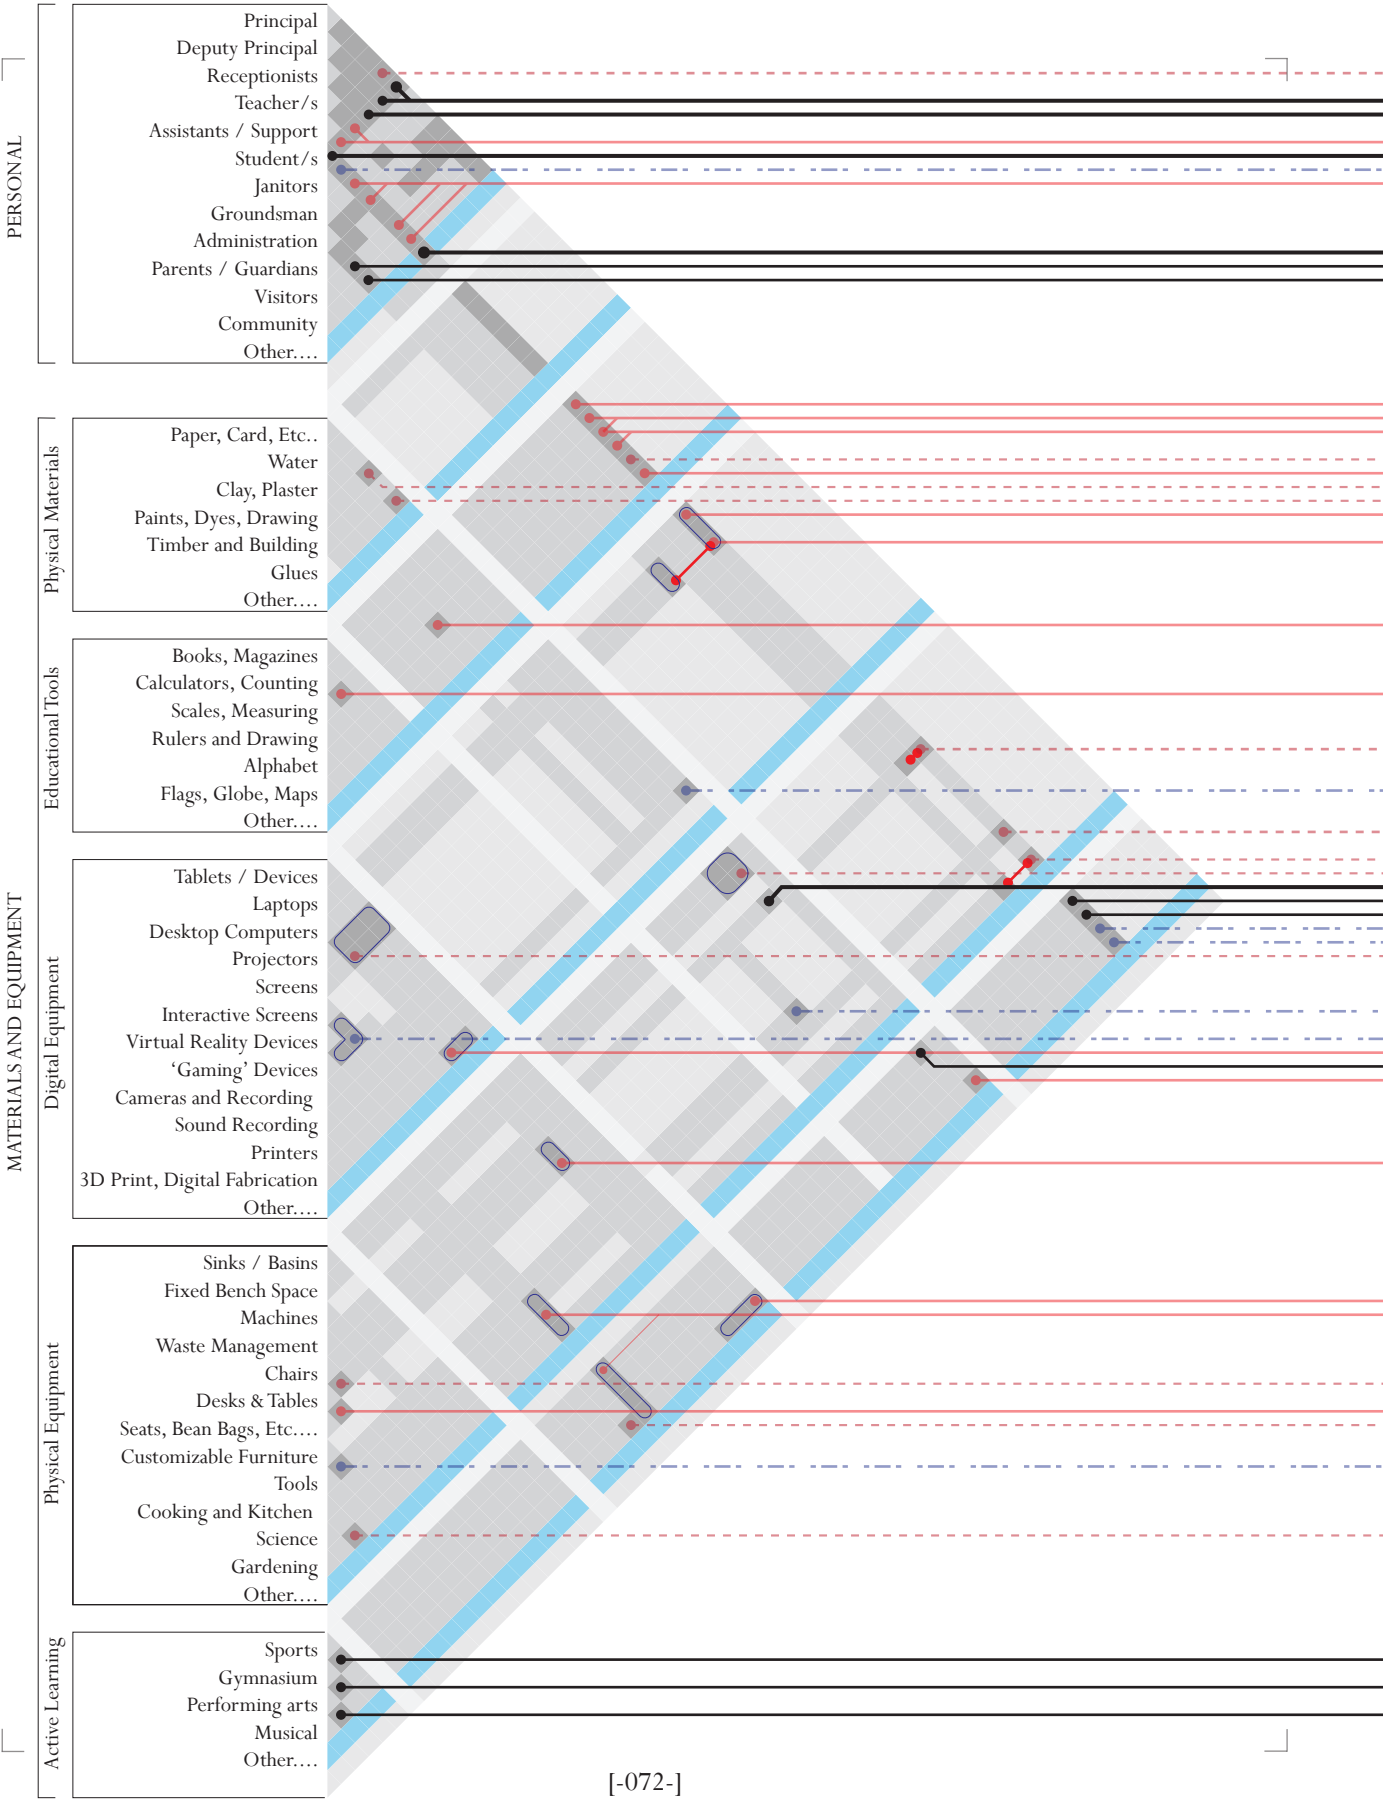 PERSONAL
Principal
Deputy Principal
Receptionists
Teacher/s
Assistants / Support
Student/s
Janitors
Groundsman
Administration
Parents / Guardians
Visitors
Community
Other....
MATERIALS AND EQUIPMENT
Physical Materials
Paper, Card, Etc..
Water
Clay, Plaster
Paints, Dyes, Drawing
Timber and Building
Glues
Other....
Educational Tools
Books, Magazines
Calculators, Counting
Scales, Measuring
Rulers and Drawing
Alphabet
Flags, Globe, Maps
Other....
Digital Equipment
Tablets / Devices
Laptops
Desktop Computers
Projectors
Screens
Interactive Screens
Virtual Reality Devices
‘Gaming’ Devices
Cameras and Recording
Sound Recording
Printers
3D Print, Digital Fabrication
Other....
Physical Equipment
Sinks / Basins
Fixed Bench Space
Machines
Waste Management
Chairs
Desks & Tables
Seats, Bean Bags, Etc....
Customizable Furniture
Tools
Cooking and Kitchen
Science
Gardening
Other....
Active Learning
Sports
Gymnasium
Performing arts
Musical
Other....
[-072-]